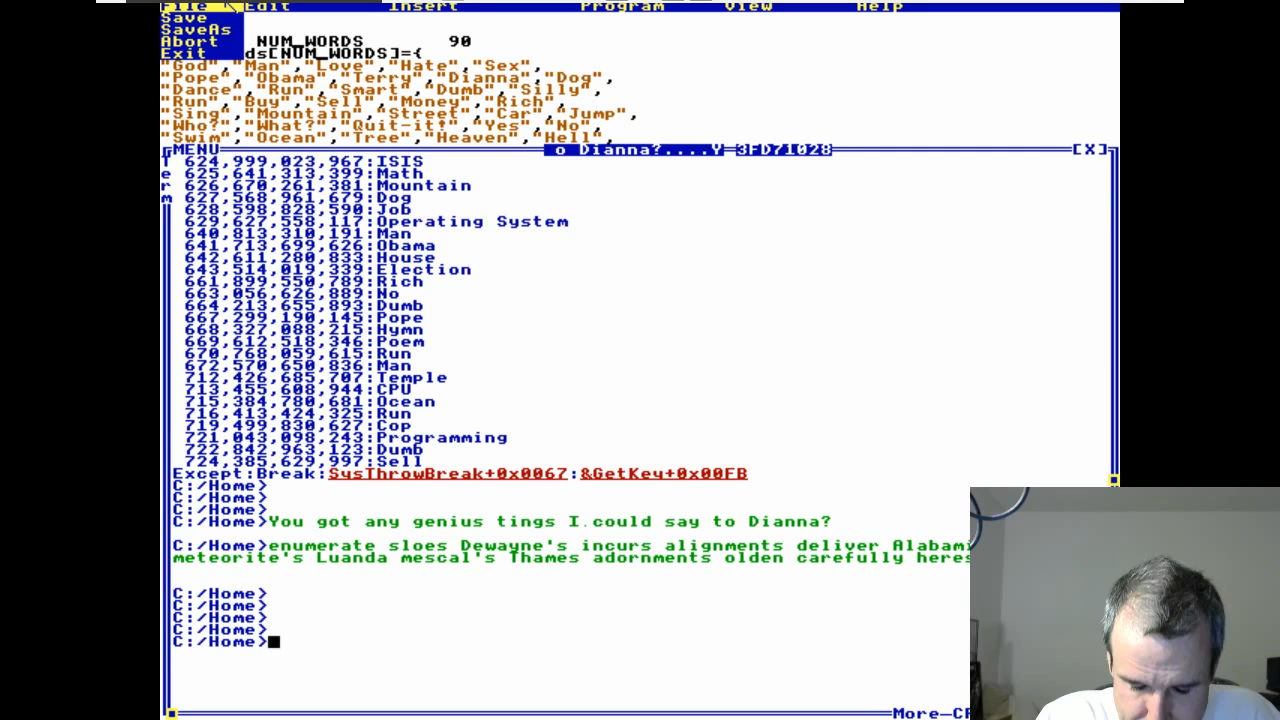 File Edit Insert Program View Help
Save
SaveAs
Abort NUM_WORDS 90
Exit ds[NUM_WORDS]={
"God","Man","Love","Hate","Sex",
"Pope","Obama","Terry","Dianna","Dog",
"Dance","Run","Smart","Dumb","Silly",
"Run","Buy","Sell","Money","Rich",
"Sing","Mountain","Street","Car","Jump",
"Who?","What?","Quit-it!","Yes","No",
"Swim","Ocean","Tree","Heaven","Hell",
MENU o Dianna?....Y 3FD71028 [X]
Term
624,999,023,967:ISIS
625,641,313,399:Math
626,670,261,381:Mountain
627,568,961,679:Dog
628,598,828,590:Job
629,627,558,117:Operating System
640,813,310,191:Man
641,713,699,626:Obama
642,611,280,833:House
643,514,019,339:Election
661,899,550,789:Rich
663,056,626,889:No
664,213,655,893:Dumb
667,299,190,145:Pope
668,327,088,215:Hymn
669,612,518,346:Poem
670,768,059,615:Run
672,570,650,836:Man
712,426,685,707:Temple
713,455,608,944:CPU
715,384,780,681:Ocean
716,413,424,325:Run
719,499,830,627:Cop
721,043,098,243:Programming
722,842,963,123:Dumb
724,385,629,997:Sell
Except:Break:SysThrowBreak+0x0067:&GetKey+0x00FB
C:/Home>
C:/Home>
C:/Home>
C:/Home>You got any genius tings I.could say to Dianna?
C:/Home>enumerate sloes Dewayne's incurs alignments deliver Alabami
meteorite's Luanda mescal's Thames adornments olden carefully heres
C:/Home>
C:/Home>
C:/Home>
C:/Home>
C:/Home>
More-CF